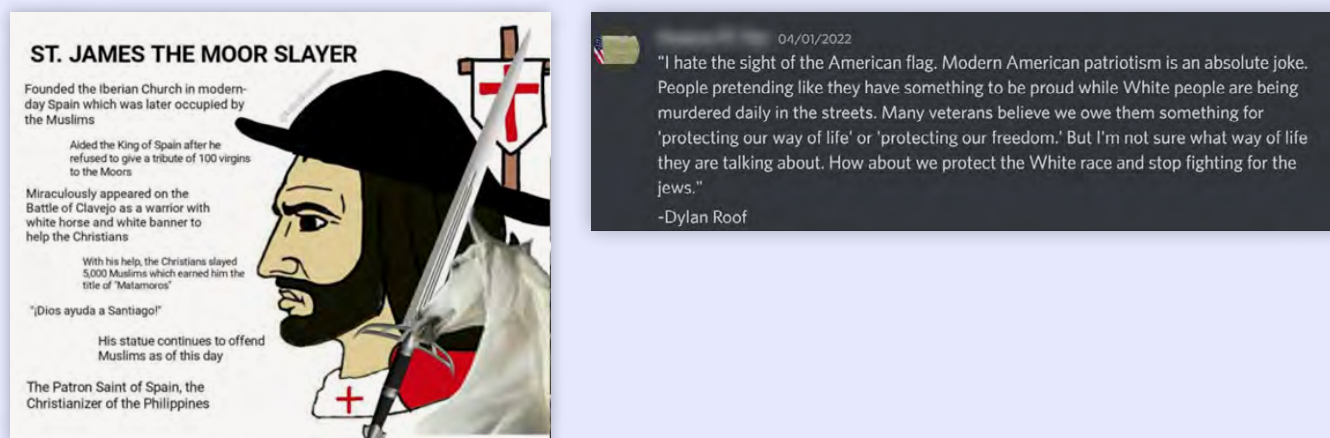 ST. JAMES THE MOOR SLAYER
Founded the Iberian Church in modern-
day Spain which was later occupied by
the Muslims
Aided the King of Spain after he
refused to give a tribute of 100 virgins
to the Moors
Miraculously appeared on the
Battle of Clavejo as a warrior with
white horse and white banner to
help the Christians
With his help, the Christians slayed
5,000 Muslims which earned him the
title of "Matamoros"
"¡Dios ayuda a Santiago!"
His statue continues to offend
Muslims as of this day
The Patron Saint of Spain, the
Christianizer of the Philippines
04/01/2022
"I hate the sight of the American flag. Modern American patriotism is an absolute joke.
People pretending like they have something to be proud while White people are being
murdered daily in the streets. Many veterans believe we owe them something for
'protecting our way of life' or 'protecting our freedom.' But I'm not sure what way of life
they are talking about. How about we protect the White race and stop fighting for the
jews."
-Dylan Roof